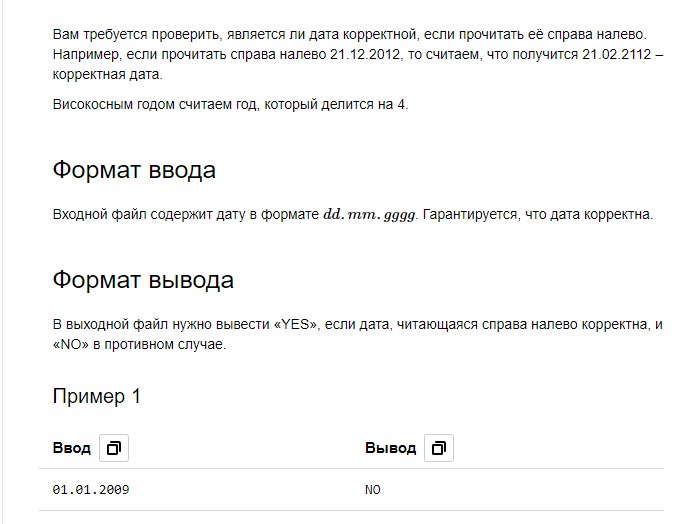 Вам требуется проверить, является ли дата корректной, если прочитать её справа налево.
Например, если прочитать справа налево 21.12.2012, то считаем, что получится 21.02.2112 –
корректная дата.
Високосным годом считаем год, который делится на 4.
Формат ввода
Входной файл содержит дату в формате dd.mm.gggg. Гарантируется, что дата корректна.
Формат вывода
В выходной файл нужно вывести «YES», если дата, читающаяся справа налево корректна, и
«NO» в противном случае.
Пример 1
Ввод Вывод
01.01.2009 NO